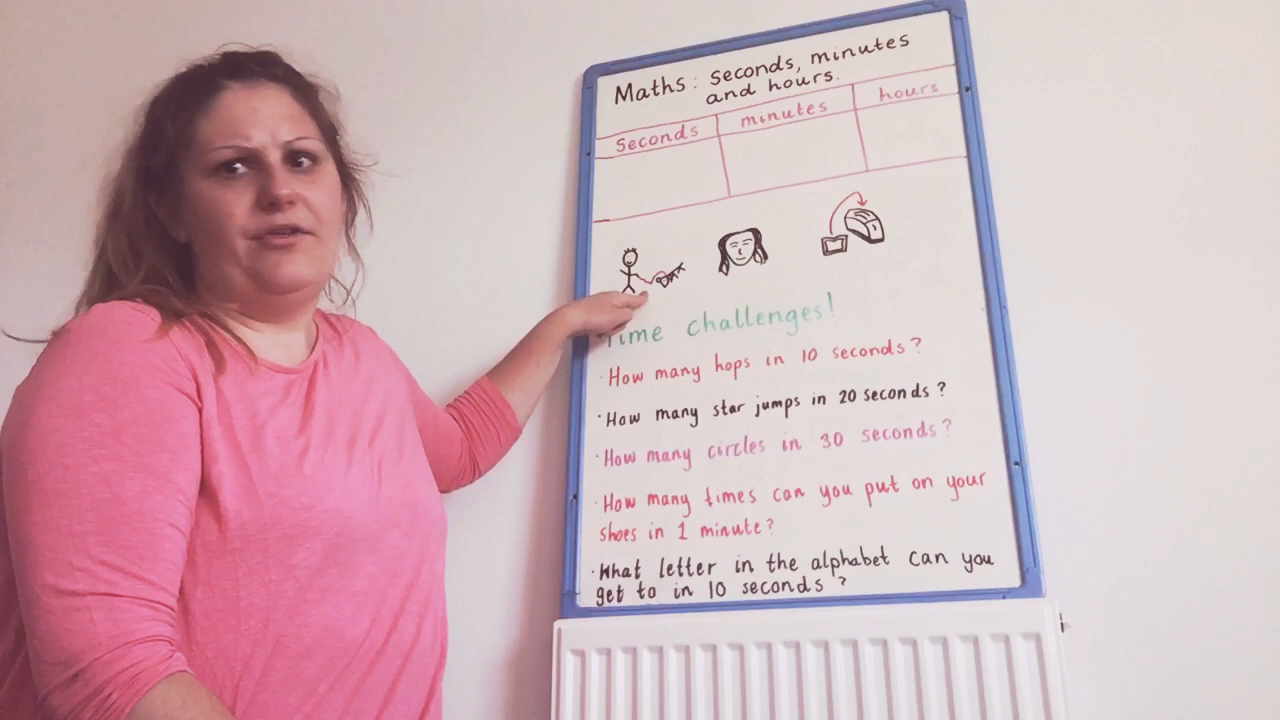 Maths: seconds, minutes
and hours.
seconds minutes hours
Time challenges!
· How many hops in 10 seconds?
· How many star jumps in 20 seconds?
· How many circles in 30 seconds?
· How many times can you put on your
shoes in 1 minute?
· What letter in the alphabet can you
get to in 10 seconds?